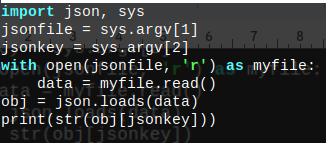 import json, sys
jsonfile = sys.argv[1]
jsonkey = sys.argv[2]
with open(jsonfile,'r') as myfile:
    data = myfile.read()
obj = json.loads(data)
print(str(obj[jsonkey]))